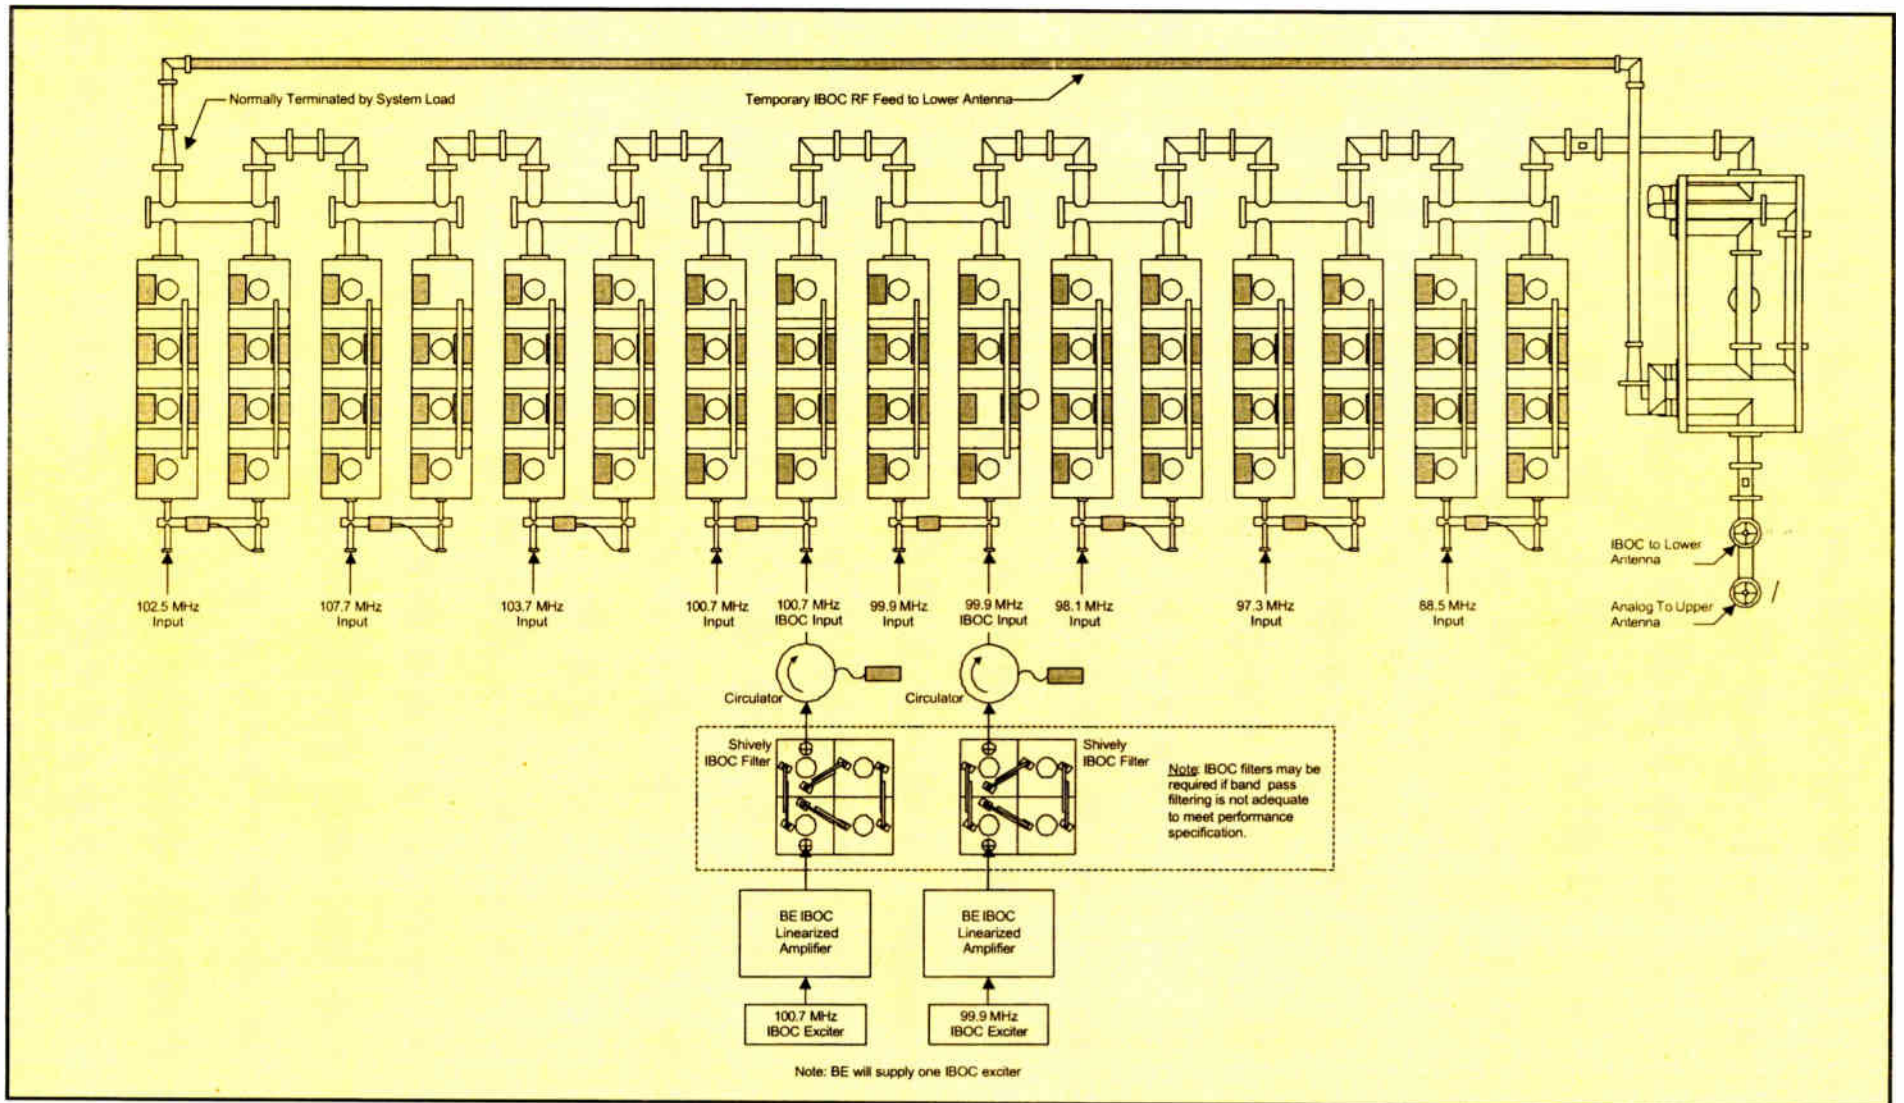 Normally Terminated by System Load
Temporary IBOC RF Feed to Lower Antenna
IBOC to Lower
Antenna
Analog To Upper
Antenna
102.5 MHz
Input
107.7 MHz
Input
103.7 MHz
Input
100.7 MHz
Input
100.7 MHz
IBOC Input
99.9 MHz
Input
99.9 MHz
IBOC Input
98.1 MHz
Input
97.3 MHz
Input
88.5 MHz
Input
Circulator
Circulator
Shively
IBOC Filter
Shively
IBOC Filter
Note: IBOC filters may be
required if band pass
filtering is not adequate
to meet performance
specification.
BE IBOC
Linearized
Amplifier
BE IBOC
Linearized
Amplifier
100.7 MHz
IBOC Exciter
99.9 MHz
IBOC Exciter
Note: BE will supply one IBOC exciter